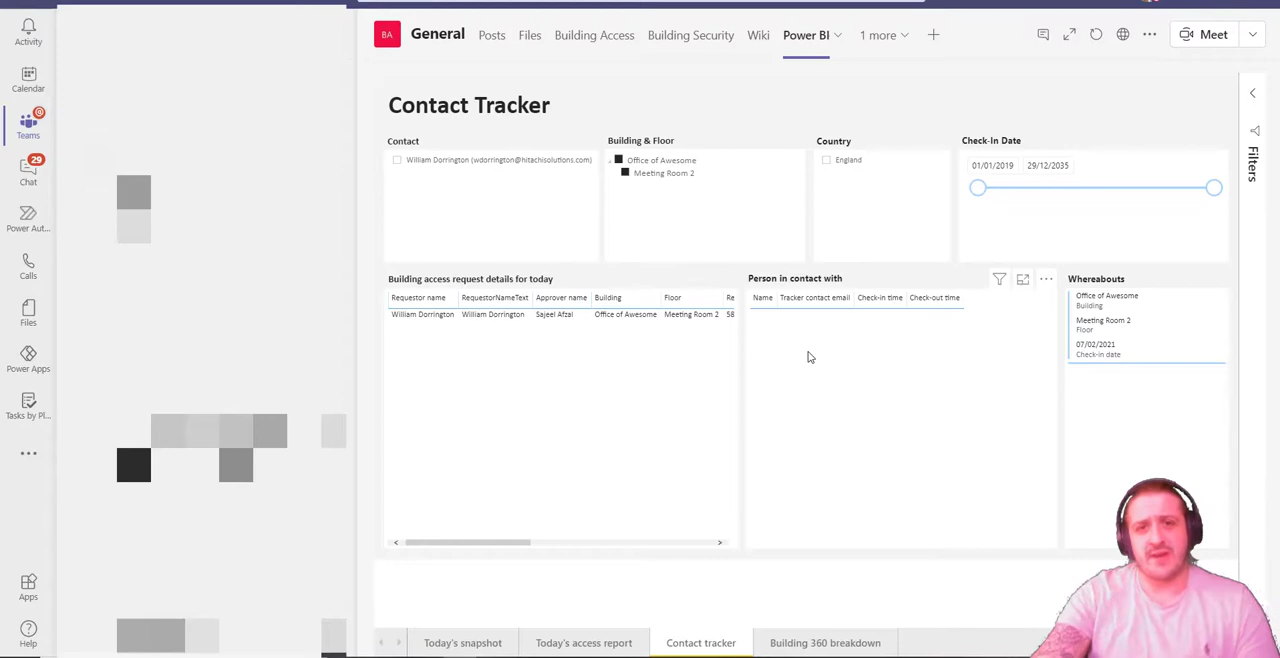 BA General Posts Files Building Access Building Security Wiki Power BI 1 more Meet
Activity
Calendar
Teams
29
Chat
Power Aut...
Calls
Files
Power Apps
Tasks by Pl...
Apps
Help
Contact Tracker
Contact
William Dorrington (wdorrington@hitachisolutions.com)
Building & Floor
Office of Awesome
Meeting Room 2
Country
England
Check-In Date
01/01/2019 29/12/2035
Filters
Building access request details for today
Requestor name RequestorNameText Approver name Building Floor Re
William Dorrington William Dorrington Sajeel Afzal Office of Awesome Meeting Room 2 58
Person in contact with
Name Tracker contact email Check-in time Check-out time
Whereabouts
Office of Awesome
Building
Meeting Room 2
Floor
07/02/2021
Check-in date
Today's snapshot Today's access report Contact tracker Building 360 breakdown